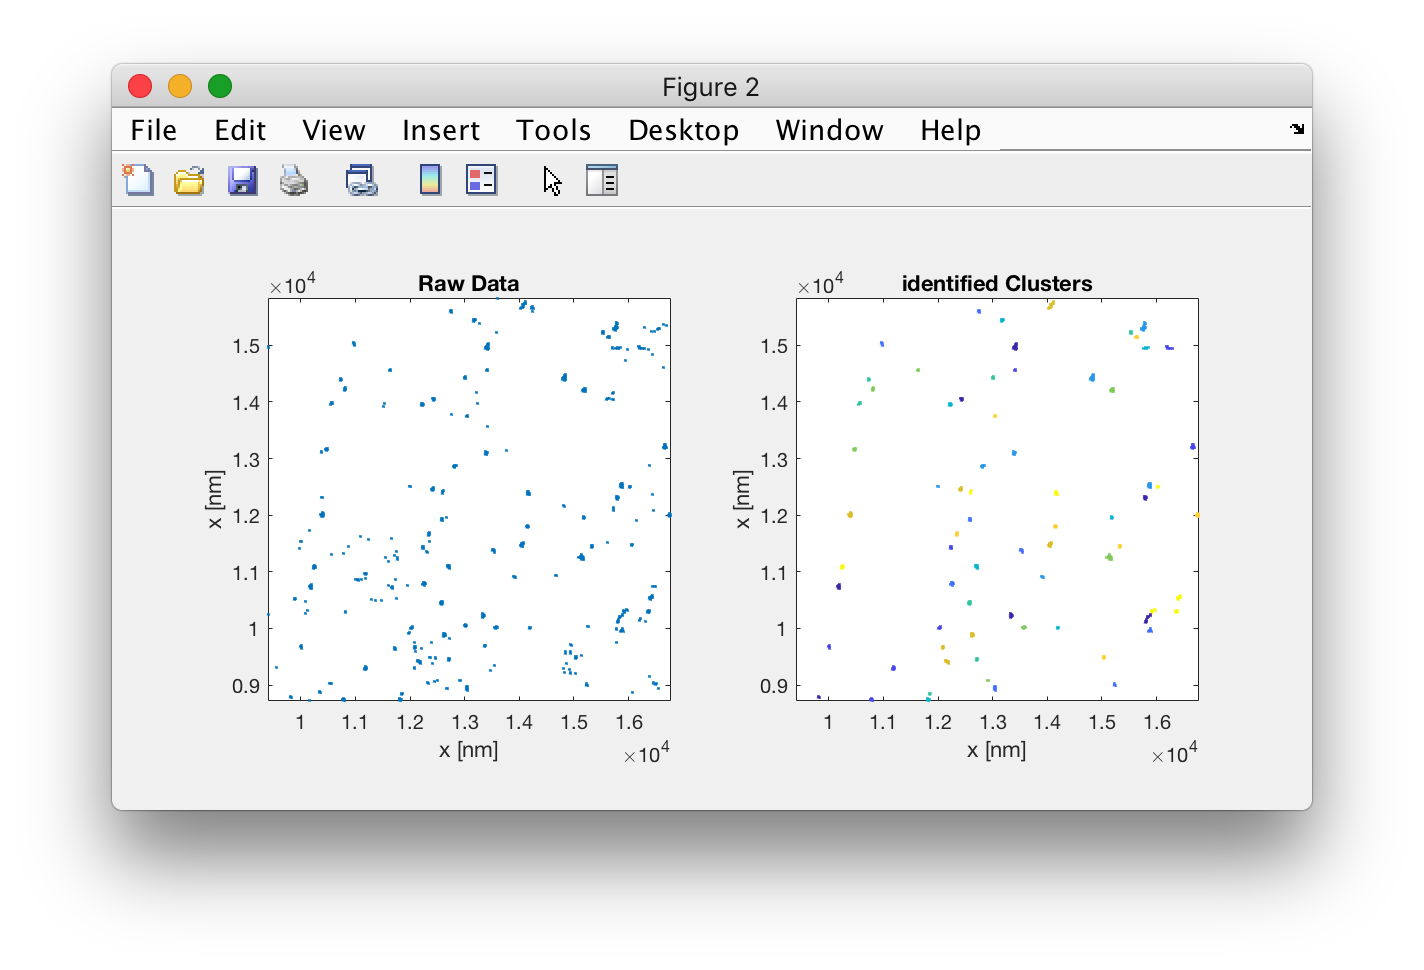 Figure 2
File Edit View Insert Tools Desktop Window Help
×10⁴ Raw Data
1.5
1.4
1.3
1.2
1.1
1
0.9
x [nm]
1 1.1 1.2 1.3 1.4 1.5 1.6
x [nm]
×10⁴
×10⁴ identified Clusters
1.5
1.4
1.3
1.2
1.1
1
0.9
x [nm]
1 1.1 1.2 1.3 1.4 1.5 1.6
x [nm]
×10⁴